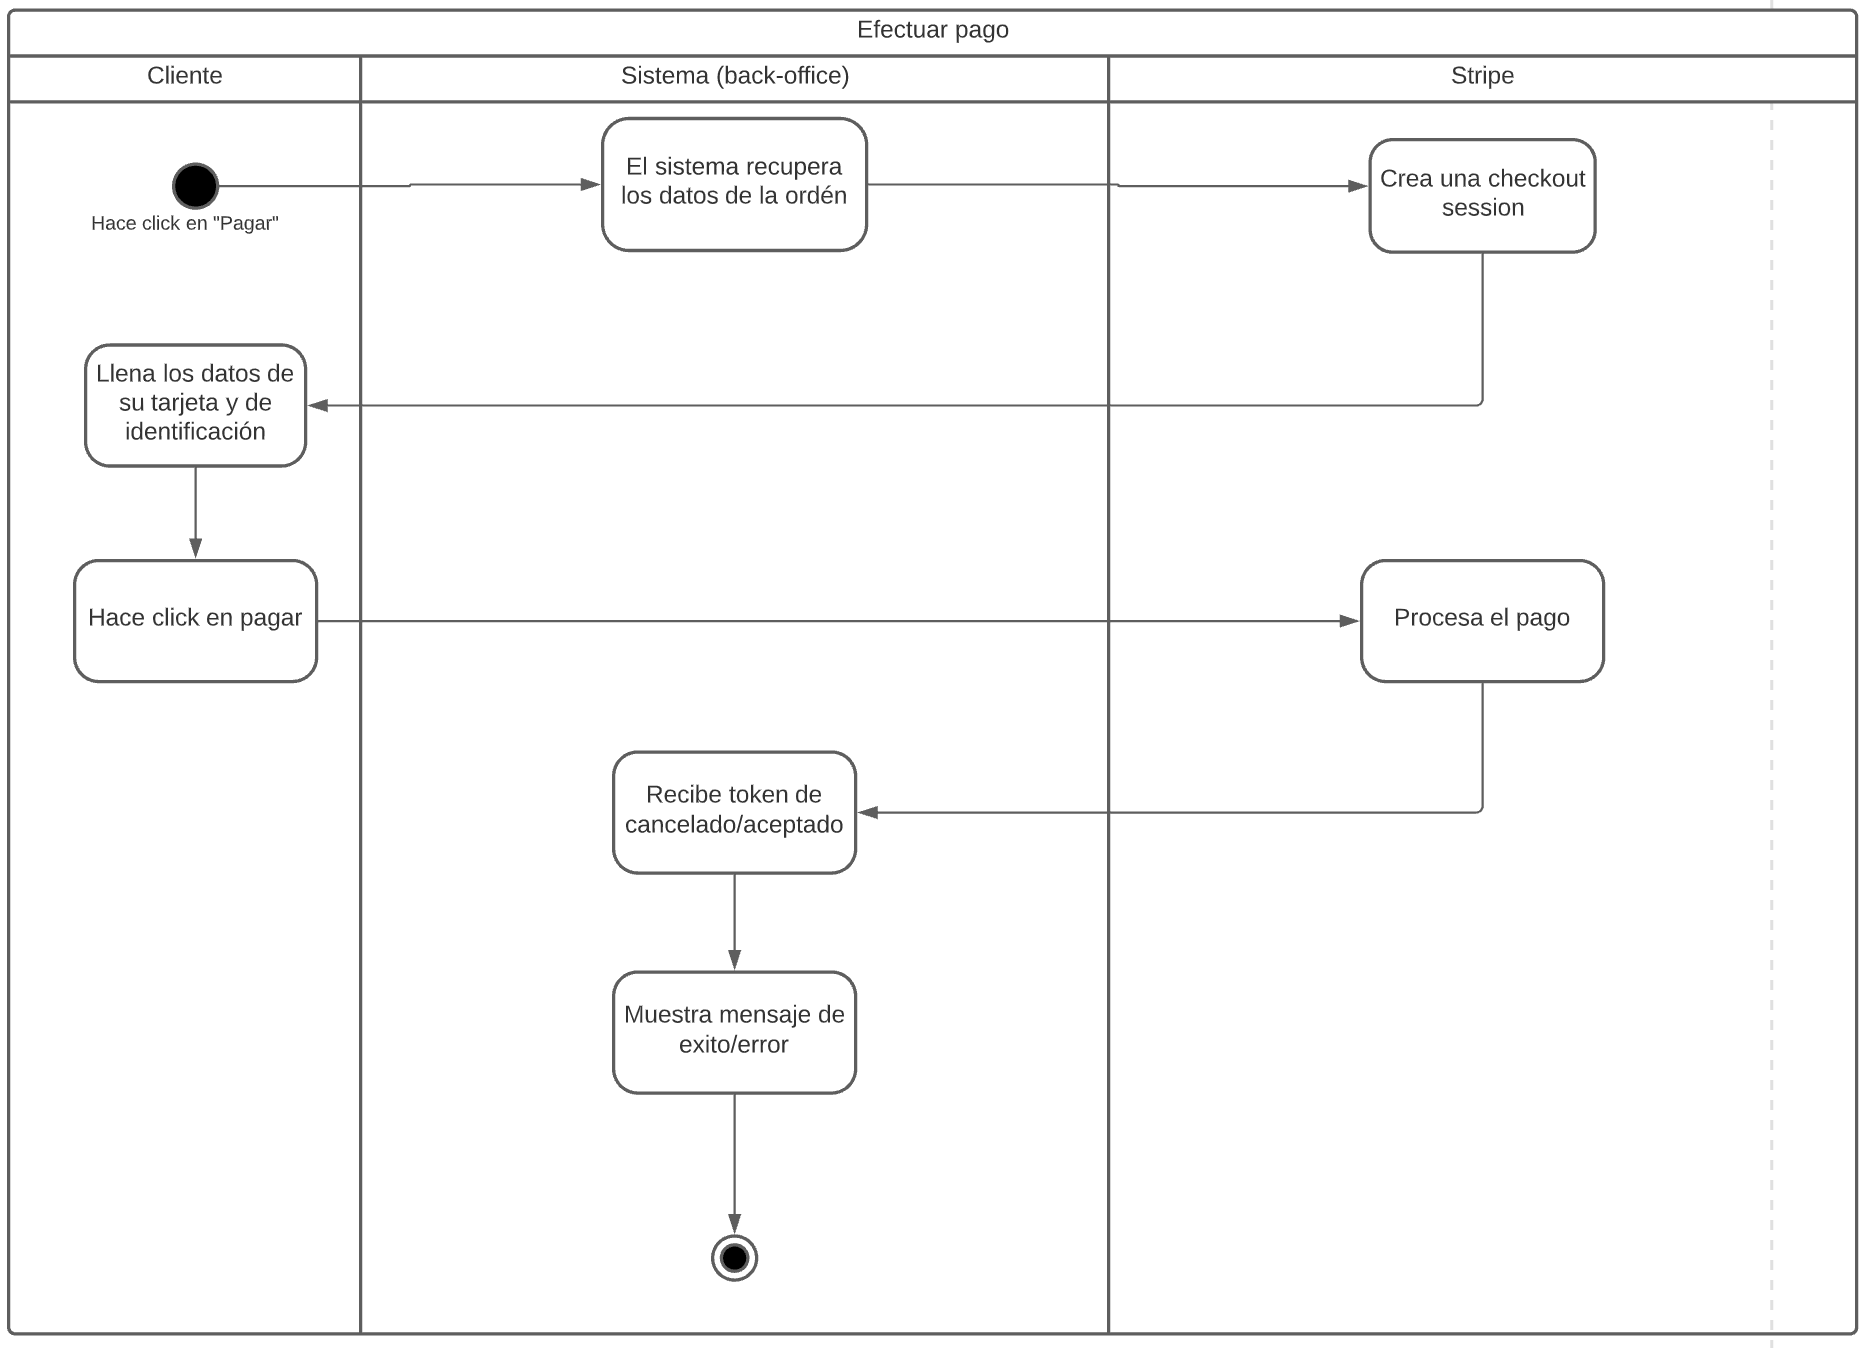 Efectuar pago
Cliente
Sistema (back-office)
Stripe
Hace click en "Pagar"
El sistema recupera
los datos de la ordén
Crea una checkout
session
Llena los datos de
su tarjeta y de
identificación
Hace click en pagar
Procesa el pago
Recibe token de
cancelado/aceptado
Muestra mensaje de
exito/error